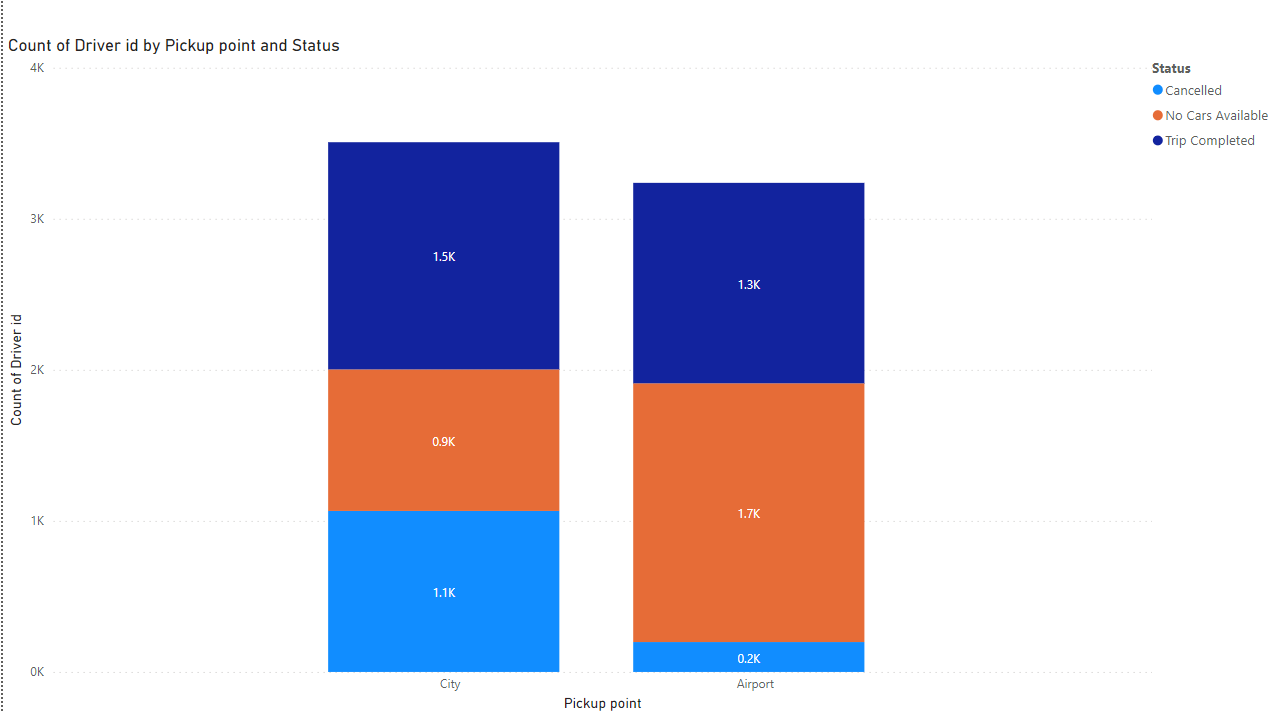 Count of Driver id by Pickup point and Status
4K
3K
2K
1K
0K
Count of Driver id
1.5K
0.9K
1.1K
1.3K
1.7K
0.2K
City
Airport
Pickup point
Status
Cancelled
No Cars Available
Trip Completed